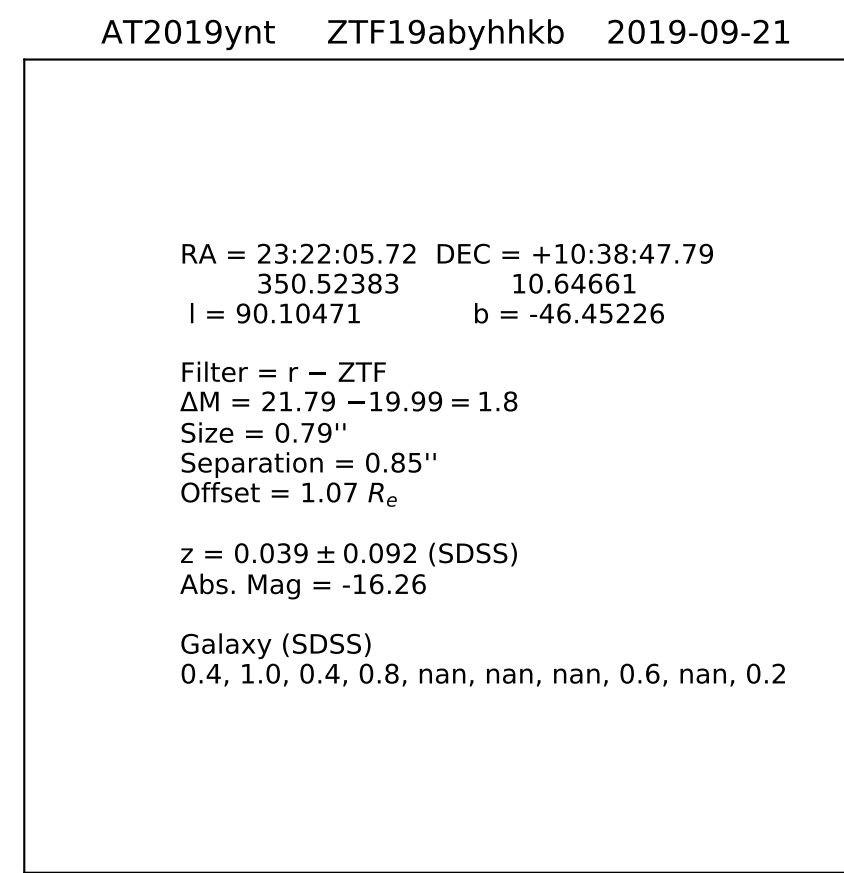 AT2019ynt ZTF19abyhhkb 2019-09-21
RA = 23:22:05.72 DEC = +10:38:47.79
350.52383 10.64661
l = 90.10471 b = -46.45226
Filter = r − ZTF
ΔM = 21.79 −19.99 = 1.8
Size = 0.79''
Separation = 0.85''
Offset = 1.07 Re
z = 0.039 ± 0.092 (SDSS)
Abs. Mag = -16.26
Galaxy (SDSS)
0.4, 1.0, 0.4, 0.8, nan, nan, nan, 0.6, nan, 0.2